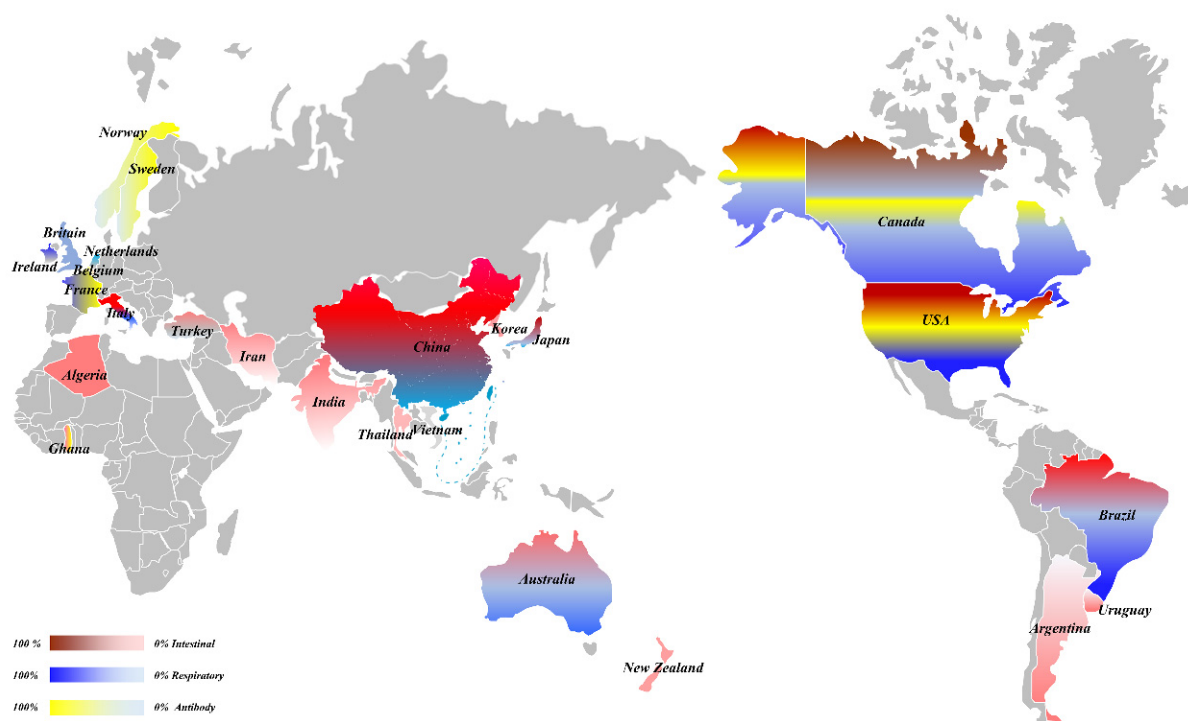 Norway
Sweden
Britain
Netherlands
Ireland
Belgium
France
Italy
Turkey
Iran
Algeria
Ghana
India
China
Korea
Japan
Thailand
Vietnam
Australia
New Zealand
Canada
USA
Brazil
Uruguay
Argentina
100 % 0% Intestinal
100% 0% Respiratory
100% 0% Antibody